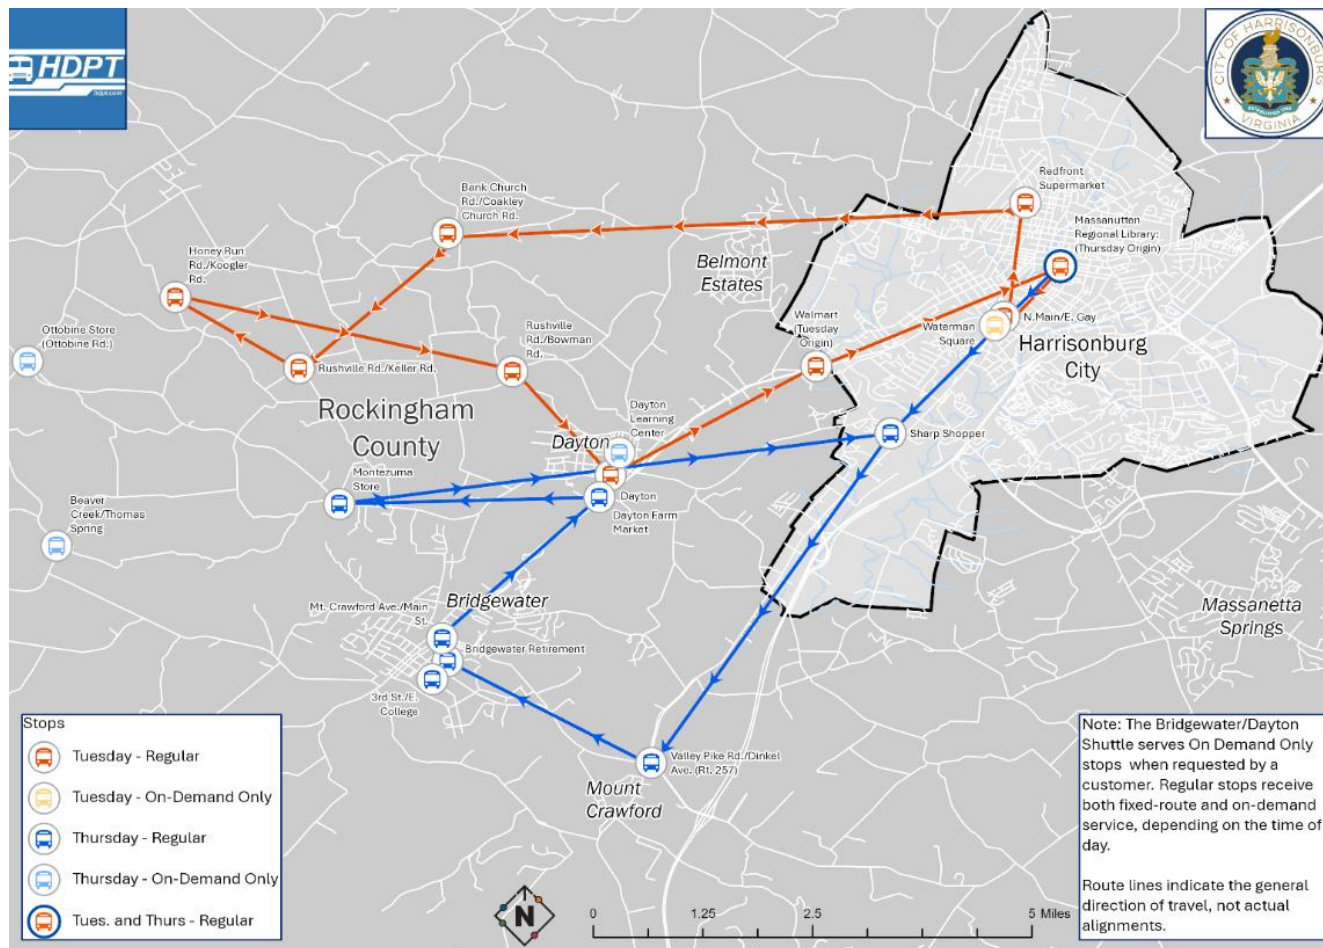 HDPT
CITY OF HARRISONBURG
VIRGINIA
Redfront
Supermarket
Bank Church
Rd./Coakley
Church Rd.
Massanutten
Regional Library:
(Thursday Origin)
Honey Run
Rd./Koogler
Rd.
Belmont
Estates
Walmart
(Tuesday
Origin)
Waterman
Square
N.Main/E. Gay
Harrisonburg
City
Ottobine Store
(Ottobine Rd.)
Rushville
Rd./Bowman
Rd.
Rushville Rd./Keller Rd.
Rockingham
County
Dayton
Learning
Center
Dayton
Sharp Shopper
Montezuma
Store
Dayton
Dayton Farm
Market
Beaver
Creek/Thomas
Spring
Bridgewater
Mt. Crawford Ave./Main
St.
Bridgewater Retirement
3rd St./E.
College
Massanetta
Springs
Valley Pike Rd./Dinkel
Ave. (Rt. 257)
Mount
Crawford
Stops
Tuesday - Regular
Tuesday - On-Demand Only
Thursday - Regular
Thursday - On-Demand Only
Tues. and Thurs - Regular
N
0 1.25 2.5 5 Miles
Note: The Bridgewater/Dayton
Shuttle serves On Demand Only
stops when requested by a
customer. Regular stops receive
both fixed-route and on-demand
service, depending on the time of
day.
Route lines indicate the general
direction of travel, not actual
alignments.